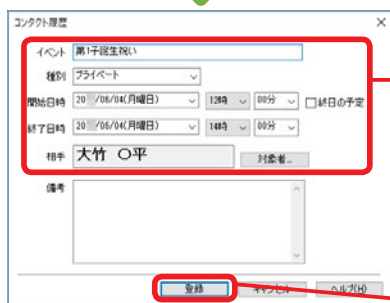 コンタクト履歴
イベント 第1子誕生祝い
種別 プライベート
開始日時 20 /06/04(月曜日) 12時 00分 終日の予定
終了日時 20 /06/04(月曜日) 14時 00分
相手 大竹 〇平 対象者...
備考
登録 キャンセル ヘルプ(H)